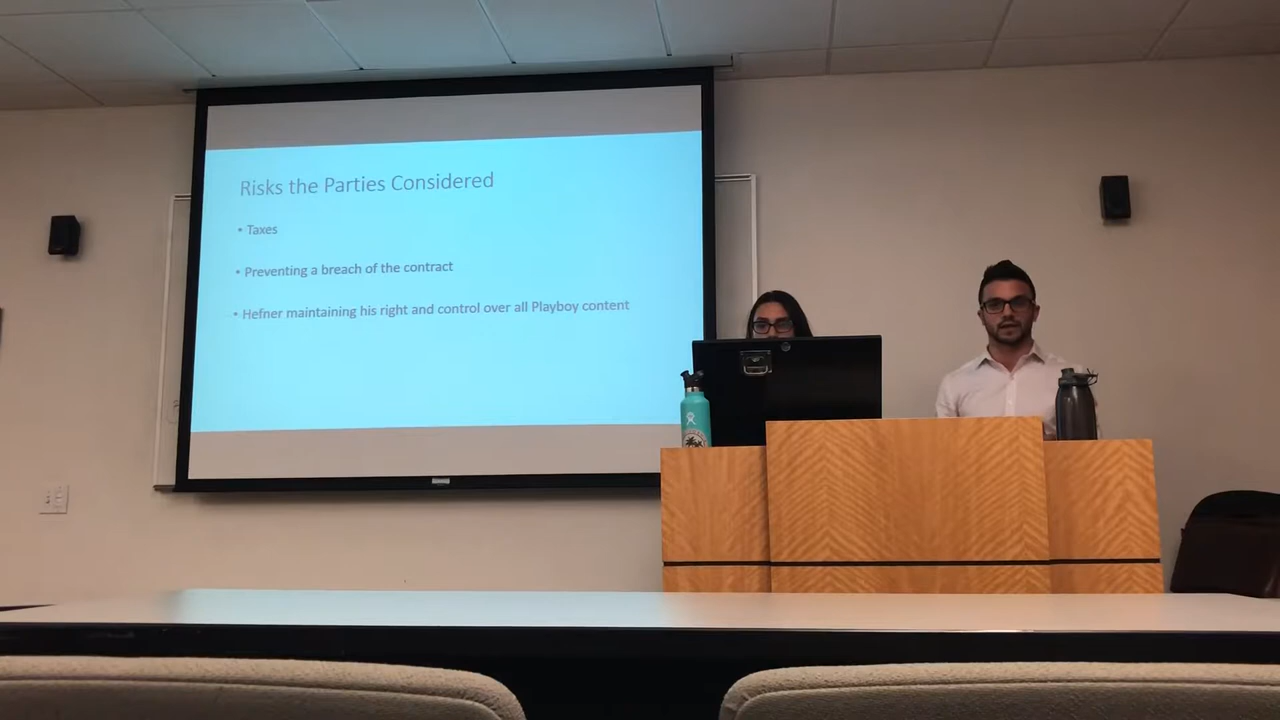 Risks the Parties Considered
• Taxes
• Preventing a breach of the contract
• Hefner maintaining his right and control over all Playboy content